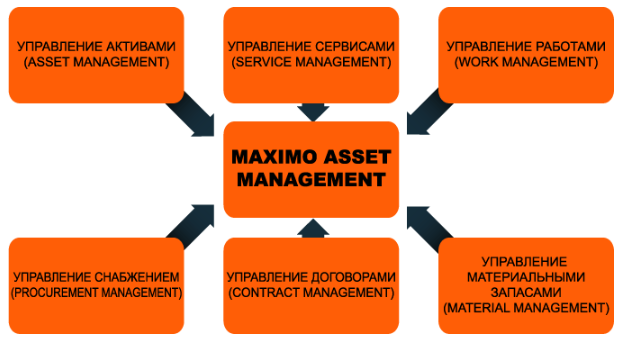 УПРАВЛЕНИЕ АКТИВАМИ
(ASSET MANAGEMENT)
УПРАВЛЕНИЕ СЕРВИСАМИ
(SERVICE MANAGEMENT)
УПРАВЛЕНИЕ РАБОТАМИ
(WORK MANAGEMENT)
MAXIMO ASSET
MANAGEMENT
УПРАВЛЕНИЕ СНАБЖЕНИЕМ
(PROCUREMENT MANAGEMENT)
УПРАВЛЕНИЕ ДОГОВОРАМИ
(CONTRACT MANAGEMENT)
УПРАВЛЕНИЕ
МАТЕРИАЛЬНЫМИ
ЗАПАСАМИ
(MATERIAL MANAGEMENT)